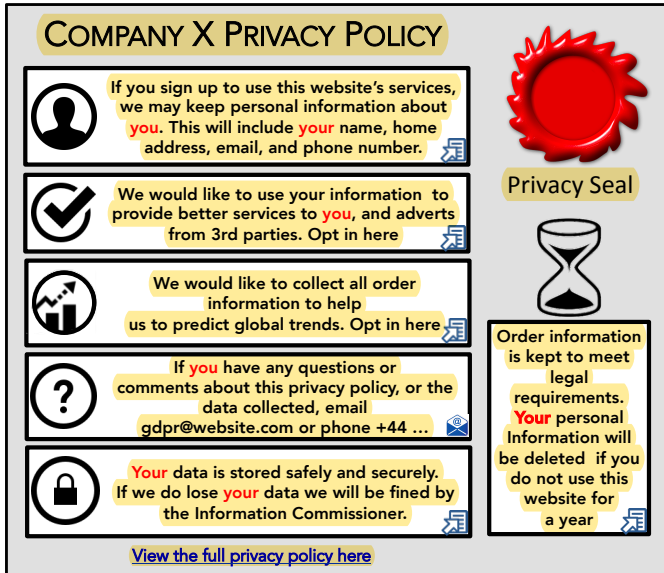 COMPANY X PRIVACY POLICY
If you sign up to use this website's services,
we may keep personal information about
you. This will include your name, home
address, email, and phone number.
We would like to use your information to
provide better services to you, and adverts
from 3rd parties. Opt in here
We would like to collect all order
information to help
us to predict global trends. Opt in here
?
If you have any questions or
comments about this privacy policy, or the
data collected, email
gdpr@website.com or phone +44 ...
Your data is stored safely and securely.
If we do lose your data we will be fined by
the Information Commissioner.
View the full privacy policy here
Privacy Seal
Order information
is kept to meet
legal
requirements.
Your personal
Information will
be deleted if you
do not use this
website for
a year